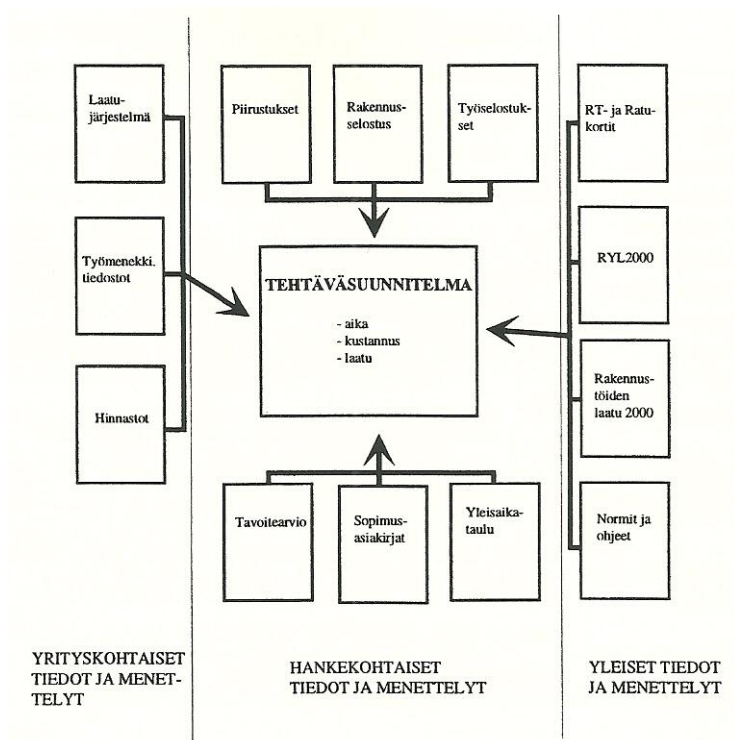 Laatu-
järjestelmä
Työmenekki.
tiedostot
Hinnastot
Piirustukset
Rakennus-
selostus
Työselostuk-
set
TEHTÄVÄSUUNNITELMA
- aika
- kustannus
- laatu
Tavoitearvio
Sopimus-
asiakirjat
Yleisaika-
taulu
RT- ja Ratu-
kortit
RYL2000
Rakennus-
töiden
laatu 2000
Normit ja
ohjeet
YRITYSKOHTAISET
TIEDOT JA MENET-
TELYT
HANKEKOHTAISET
TIEDOT JA MENETTELYT
YLEISET TIEDOT
JA MENETTELYT